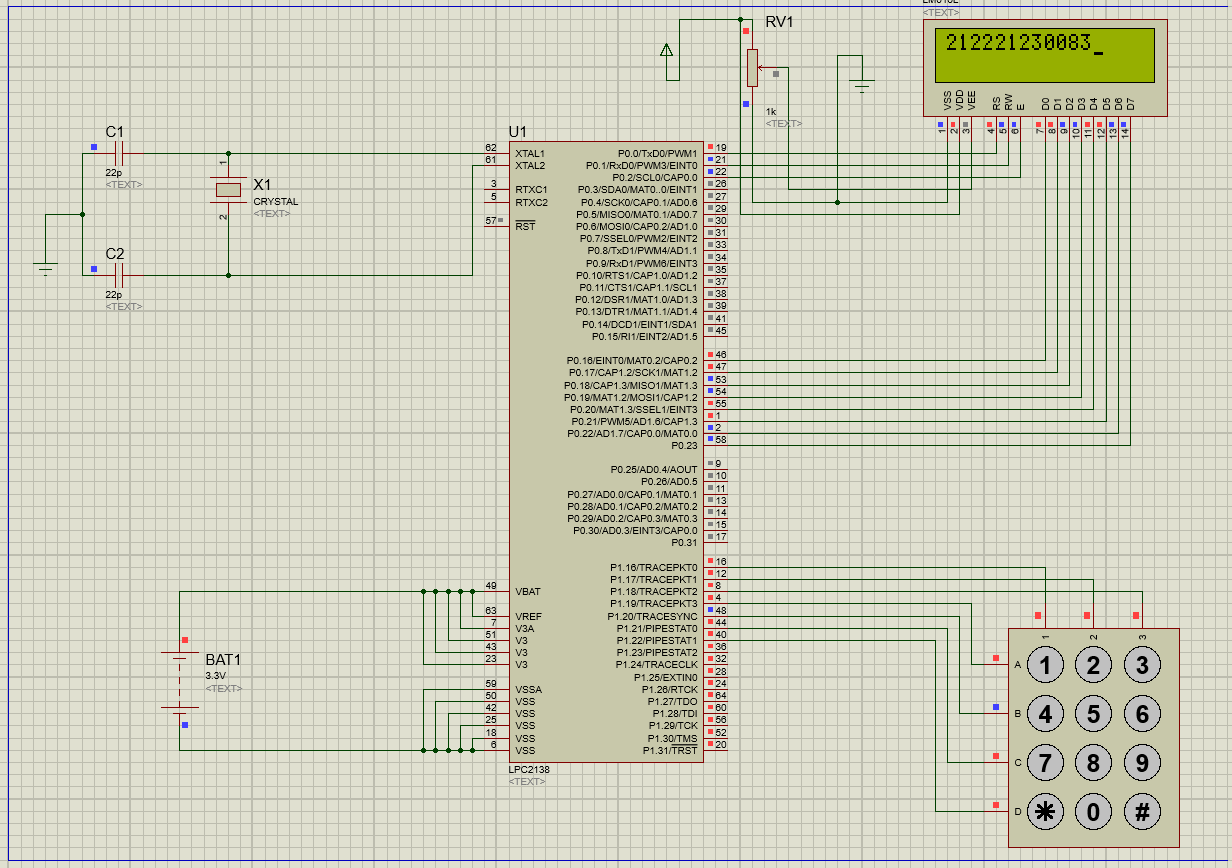 RV1
1k
<TEXT>
LM016L
<TEXT>
212221230083_
VSS
VDD
VEE
RS
RW
E
D0
D1
D2
D3
D4
D5
D6
D7
1
2
3
4
5
6
7
8
9
10
11
12
13
14
C1
22p
<TEXT>
X1
CRYSTAL
<TEXT>
1
2
C2
22p
<TEXT>
U1
62 XTAL1
61 XTAL2
3 RTXC1
5 RTXC2
57 RST
49 VBAT
63 VREF
7 V3A
51 V3
43 V3
23 V3
59 VSSA
50 VSS
42 VSS
25 VSS
18 VSS
6 VSS
P0.0/TxD0/PWM1 19
P0.1/RxD0/PWM3/EINT0 21
P0.2/SCL0/CAP0.0 22
P0.3/SDA0/MAT0..0/EINT1 26
P0.4/SCK0/CAP0.1/AD0.6 27
P0.5/MISO0/MAT0.1/AD0.7 29
P0.6/MOSI0/CAP0.2/AD1.0 30
P0.7/SSEL0/PWM2/EINT2 31
P0.8/TxD1/PWM4/AD1.1 33
P0.9/RxD1/PWM6/EINT3 34
P0.10/RTS1/CAP1.0/AD1.2 35
P0.11/CTS1/CAP1.1/SCL1 37
P0.12/DSR1/MAT1.0/AD1.3 38
P0.13/DTR1/MAT1.1/AD1.4 39
P0.14/DCD1/EINT1/SDA1 41
P0.15/RI1/EINT2/AD1.5 45
P0.16/EINT0/MAT0.2/CAP0.2 46
P0.17/CAP1.2/SCK1/MAT1.2 47
P0.18/CAP1.3/MISO1/MAT1.3 53
P0.19/MAT1.2/MOSI1/CAP1.2 54
P0.20/MAT1.3/SSEL1/EINT3 55
P0.21/PWM5/AD1.6/CAP1.3 1
P0.22/AD1.7/CAP0.0/MAT0.0 2
P0.23 58
P0.25/AD0.4/AOUT 9
P0.26/AD0.5 10
P0.27/AD0.0/CAP0.1/MAT0.1 11
P0.28/AD0.1/CAP0.2/MAT0.2 13
P0.29/AD0.2/CAP0.3/MAT0.3 14
P0.30/AD0.3/EINT3/CAP0.0 15
P0.31 17
P1.16/TRACEPKT0 16
P1.17/TRACEPKT1 12
P1.18/TRACEPKT2 8
P1.19/TRACEPKT3 4
P1.20/TRACESYNC 48
P1.21/PIPESTAT0 44
P1.22/PIPESTAT1 40
P1.23/PIPESTAT2 36
P1.24/TRACECLK 32
P1.25/EXTIN0 28
P1.26/RTCK 24
P1.27/TDO 64
P1.28/TDI 60
P1.29/TCK 56
P1.30/TMS 52
P1.31/TRST 20
LPC2138
<TEXT>
BAT1
3.3V
<TEXT>
1 2 3
A 1 2 3
B 4 5 6
C 7 8 9
D * 0 #